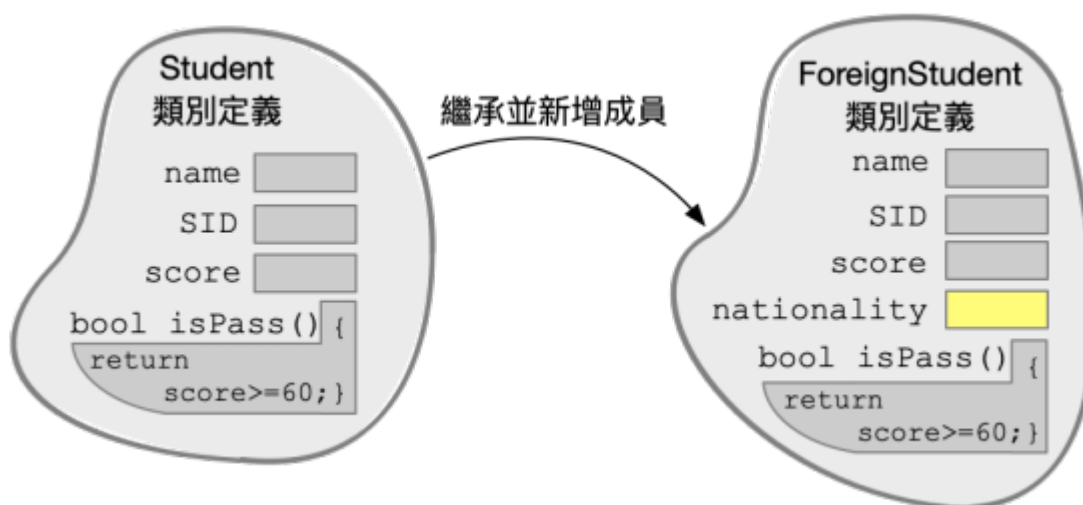 Student
類別定義
name
SID
score
bool isPass() {
return
score>=60;}
繼承並新增成員
ForeignStudent
類別定義
name
SID
score
nationality
bool isPass() {
return
score>=60;}